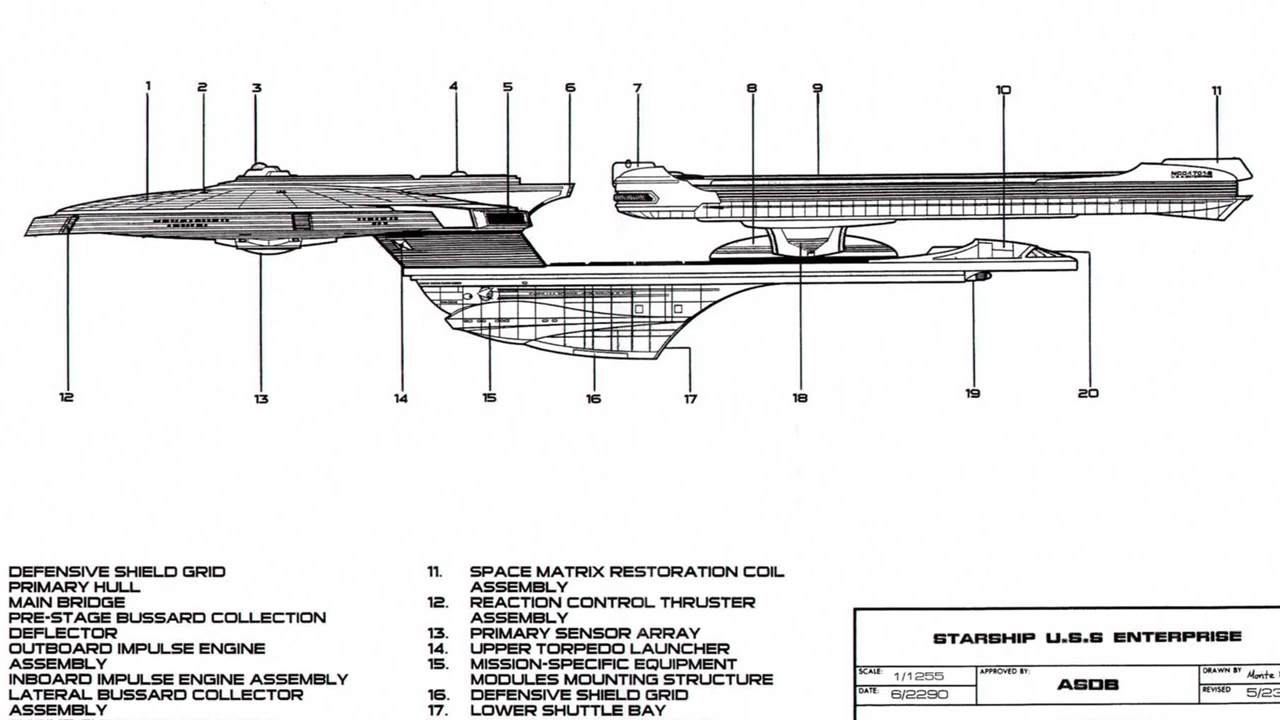 1 2 3 4 5 6 7 8 9 10 11
12 13 14 15 16 17 18 19 20
DEFENSIVE SHIELD GRID
PRIMARY HULL
MAIN BRIDGE
PRE-STAGE BUSSARD COLLECTION
DEFLECTOR
OUTBOARD IMPULSE ENGINE
ASSEMBLY
INBOARD IMPULSE ENGINE ASSEMBLY
LATERAL BUSSARD COLLECTOR
ASSEMBLY
11. SPACE MATRIX RESTORATION COIL
ASSEMBLY
12. REACTION CONTROL THRUSTER
ASSEMBLY
13. PRIMARY SENSOR ARRAY
14. UPPER TORPEDO LAUNCHER
15. MISSION-SPECIFIC EQUIPMENT
MODULES MOUNTING STRUCTURE
16. DEFENSIVE SHIELD GRID
17. LOWER SHUTTLE BAY
STARSHIP U.S.S ENTERPRISE
SCALE: 1/1255
DATE: 6/2290
APPROVED BY:
ASDB
DRAWN BY Monte
REVISED 5/23